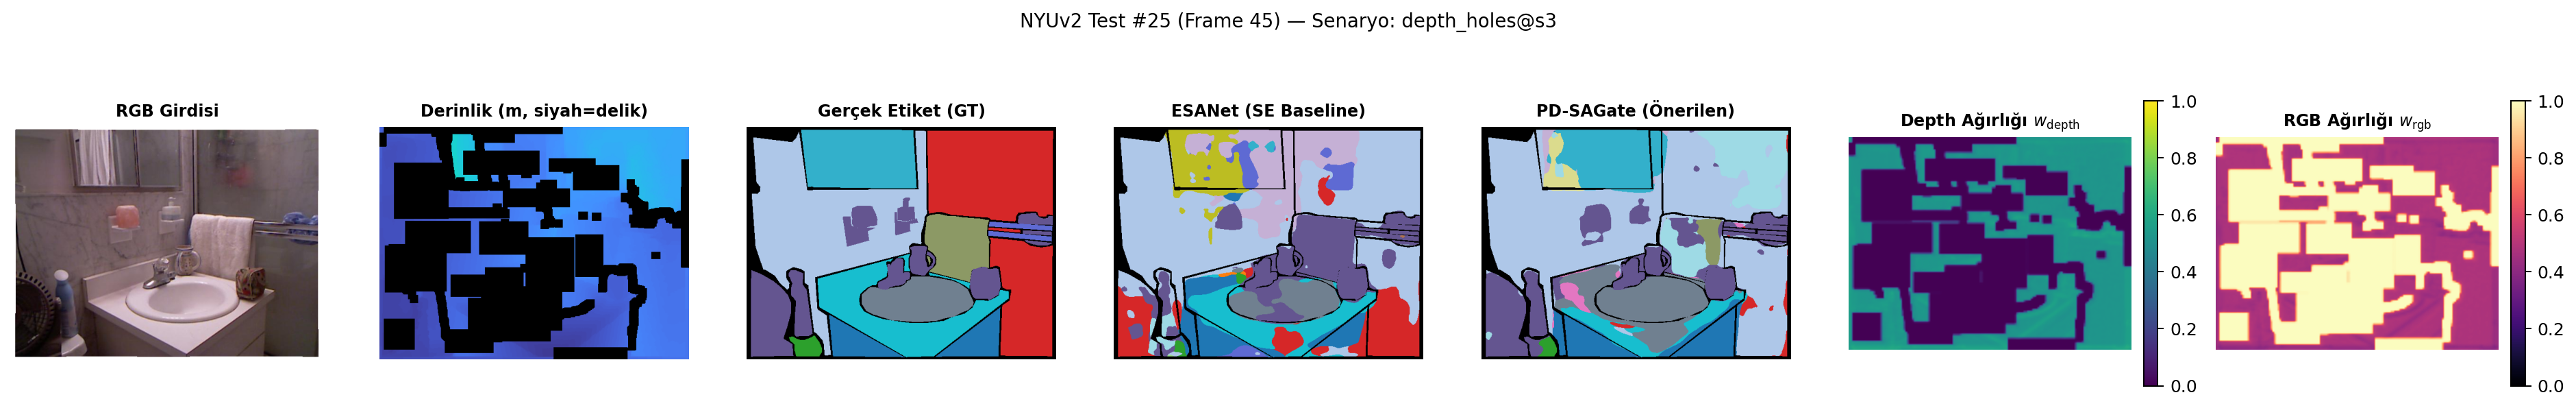 NYUv2 Test #25 (Frame 45) — Senaryo: depth_holes@s3
RGB Girdisi
Derinlik (m, siyah=delik)
Gerçek Etiket (GT)
ESANet (SE Baseline)
PD-SAGate (Önerilen)
Depth Ağırlığı w_depth
1.0
0.8
0.6
0.4
0.2
0.0
RGB Ağırlığı w_rgb
1.0
0.8
0.6
0.4
0.2
0.0